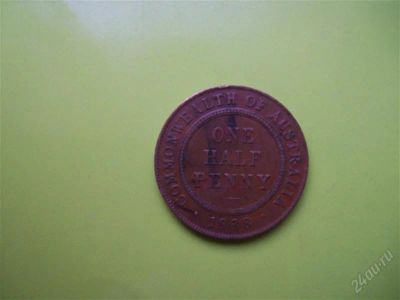 COMMONWEALTH OF AUSTRALIA
ONE
HALF
PENNY
24au.ru